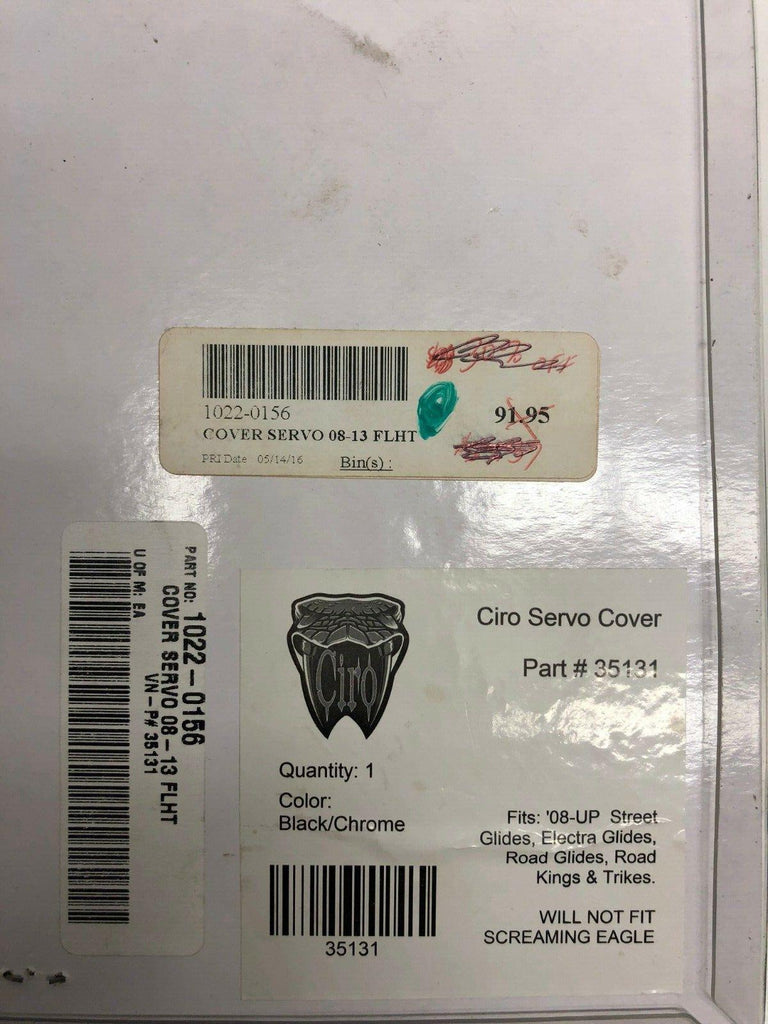 1022-0156
91.95
COVER SERVO 08-13 FLHT
PRI Date 05/14/16 Bin(s) :
PART NO: 1022-0156
COVER SERVO 08-13 FLHT
VN-P# 35131
U OF M: EA
Ciro
Ciro Servo Cover
Part # 35131
Quantity: 1
Color:
Black/Chrome
Fits: '08-UP Street
Glides, Electra Glides,
Road Glides, Road
Kings & Trikes.
WILL NOT FIT
SCREAMING EAGLE
35131